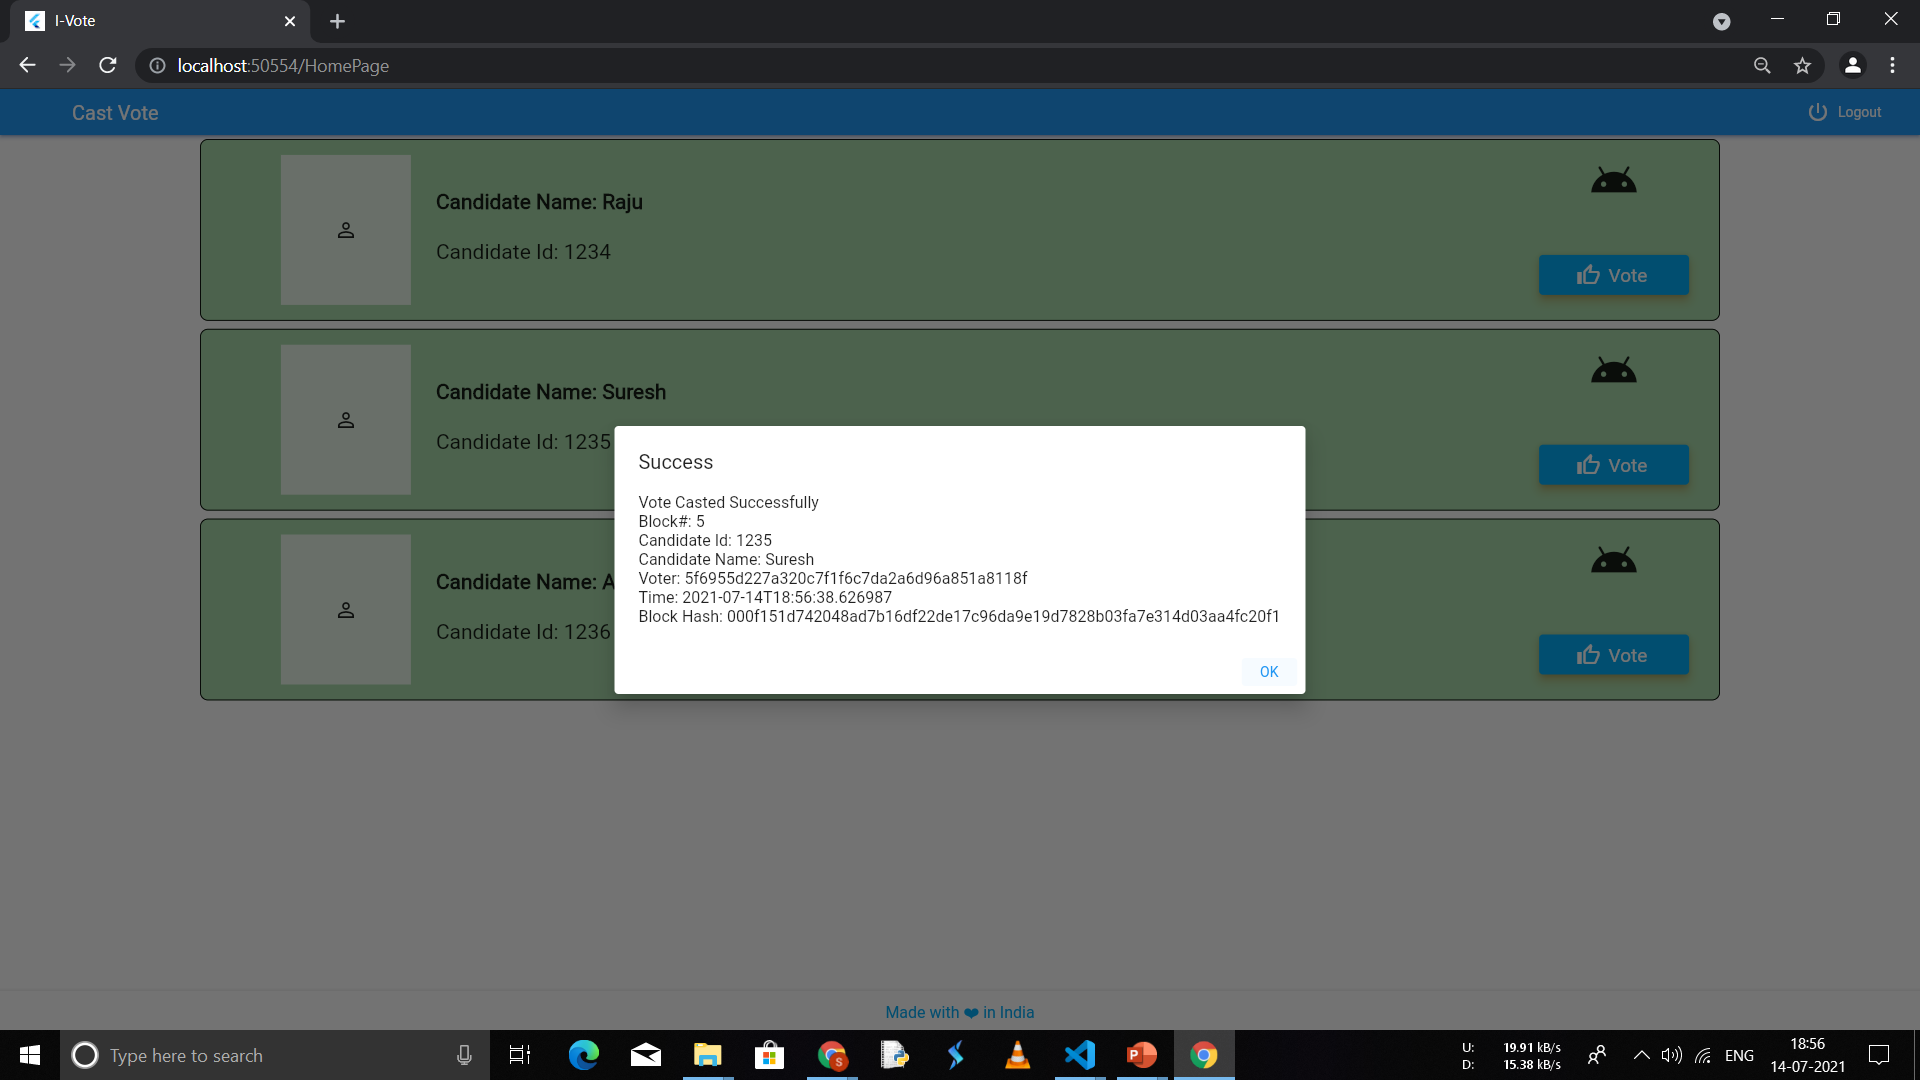 I-Vote
localhost:50554/HomePage
Cast Vote
Logout
Candidate Name: Raju
Candidate Id: 1234
Vote
Candidate Name: Suresh
Candidate Id: 1235
Vote
Candidate Name: A
Candidate Id: 1236
Vote
Success
Vote Casted Successfully
Block#: 5
Candidate Id: 1235
Candidate Name: Suresh
Voter: 5f6955d227a320c7f1f6c7da2a6d96a851a8118f
Time: 2021-07-14T18:56:38.626987
Block Hash: 000f151d742048ad7b16df22de17c96da9e19d7828b03fa7e314d03aa4fc20f1
OK
Made with ❤ in India
Type here to search
S
P
U: 19.91 kB/s
D: 15.38 kB/s
ENG
18:56
14-07-2021